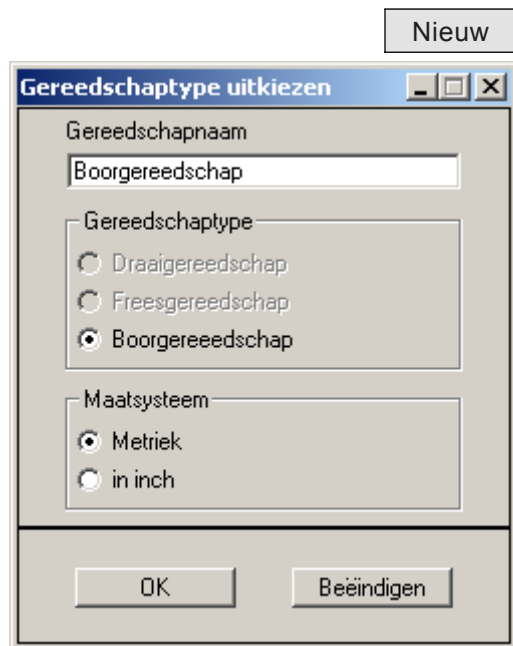 Nieuw
Gereedschaptype uitkiezen
Gereedschapnaam
Boorgereedschap
Gereedschaptype
Draaigereedschap
Freesgereedschap
Boorgereeedschap
Maatsysteem
Metriek
in inch
OK Beëindigen